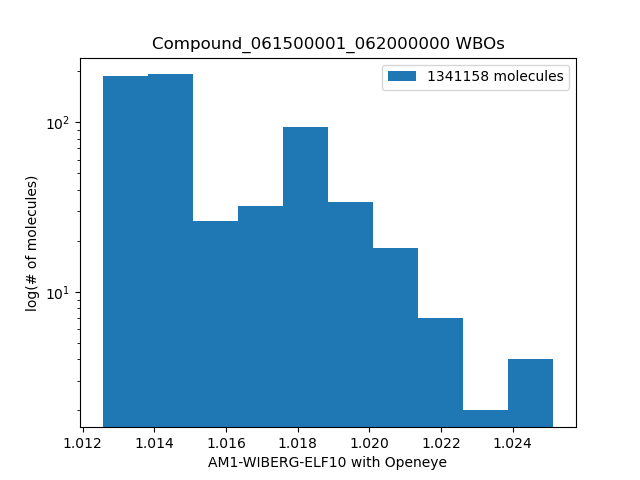 Compound_061500001_062000000 WBOs
1341158 molecules
log(# of molecules)
10²
10¹
1.012 1.014 1.016 1.018 1.020 1.022 1.024
AM1-WIBERG-ELF10 with Openeye